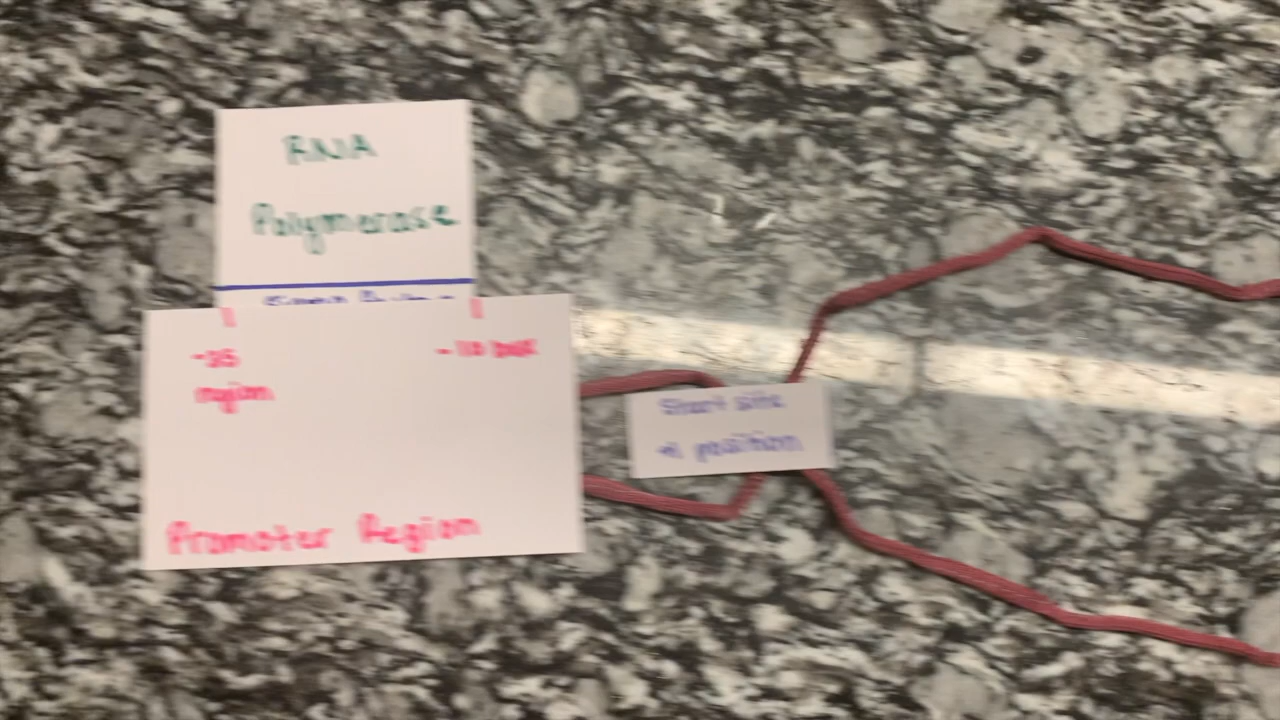 RNA
Polymerase
-35
region
-10 box
Promoter Region
Start site
+1 position